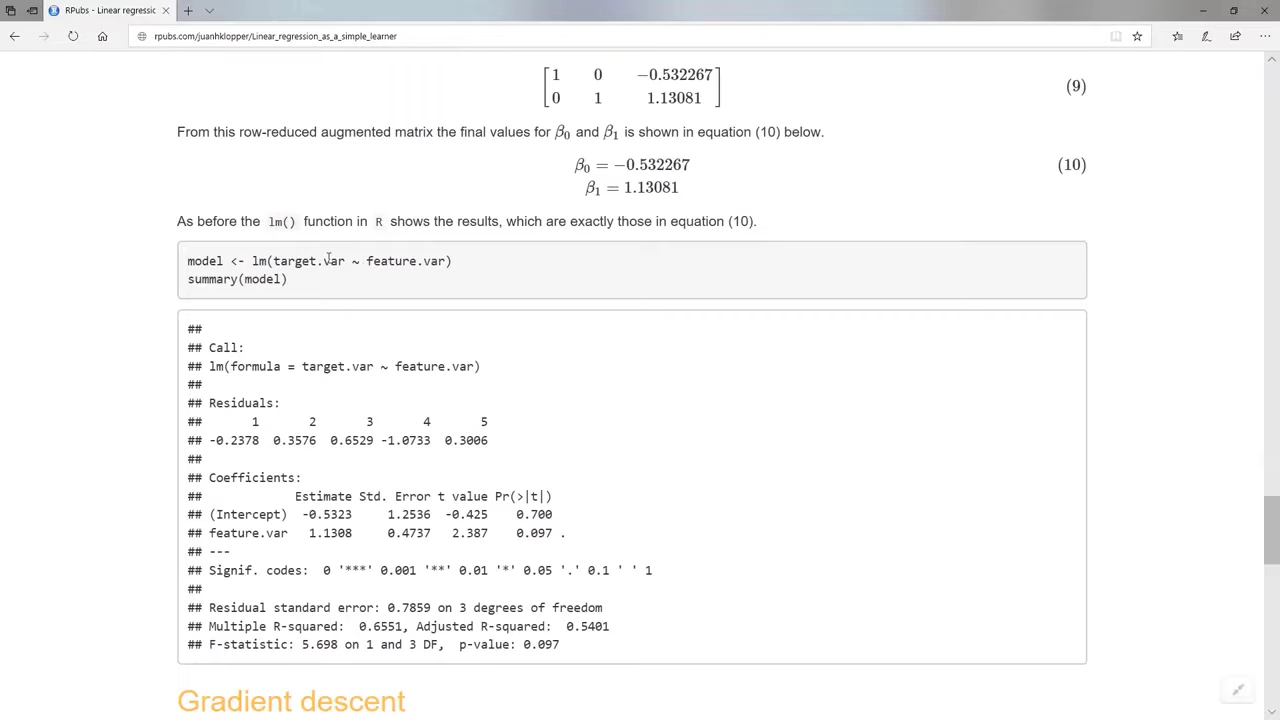 RPubs - Linear regressic
rpubs.com/juanhklopper/Linear_regression_as_a_simple_learner
[1 0 −0.532267
0 1 1.13081] (9)
From this row-reduced augmented matrix the final values for β0 and β1 is shown in equation (10) below.
β0 = −0.532267 (10)
β1 = 1.13081
As before the lm() function in R shows the results, which are exactly those in equation (10).
model <- lm(target.var ~ feature.var)
summary(model)
##
## Call:
## lm(formula = target.var ~ feature.var)
##
## Residuals:
## 1 2 3 4 5
## -0.2378 0.3576 0.6529 -1.0733 0.3006
##
## Coefficients:
## Estimate Std. Error t value Pr(>|t|)
## (Intercept) -0.5323 1.2536 -0.425 0.700
## feature.var 1.1308 0.4737 2.387 0.097 .
## ---
## Signif. codes: 0 '***' 0.001 '**' 0.01 '*' 0.05 '.' 0.1 ' ' 1
##
## Residual standard error: 0.7859 on 3 degrees of freedom
## Multiple R-squared: 0.6551, Adjusted R-squared: 0.5401
## F-statistic: 5.698 on 1 and 3 DF, p-value: 0.097
Gradient descent